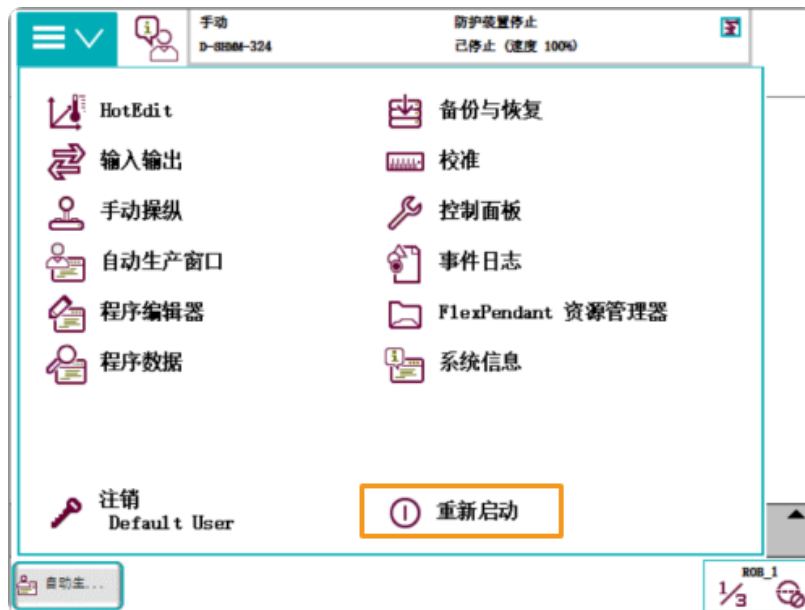 手动
防护装置停止
D-SHMM-324
己停止 (速度 100%)
HotEdit
备份与恢复
输入输出
校准
手动操纵
控制面板
自动生产窗口
事件日志
程序编辑器
FlexPendant 资源管理器
程序数据
系统信息
注销
Default User
重新启动
自动生...
ROB_1
1/3